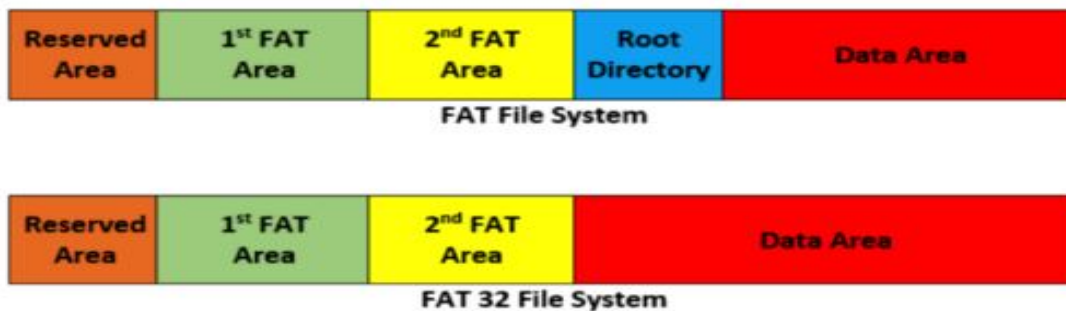 Reserved Area
1st FAT Area
2nd FAT Area
Root Directory
Data Area
FAT File System
Reserved Area
1st FAT Area
2nd FAT Area
Data Area
FAT 32 File System